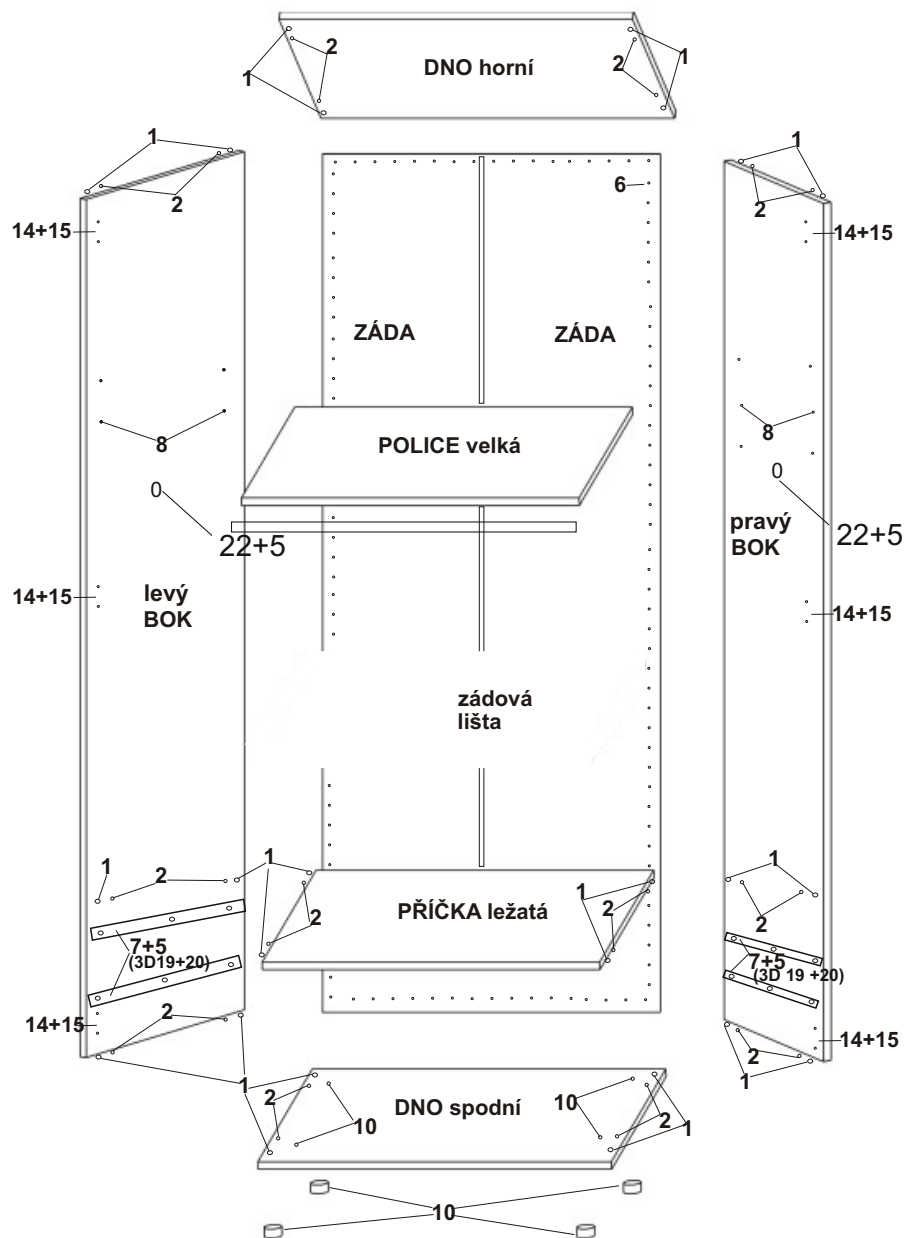 DNO horní
1
2
2
1
1
2
14+15
6
1
2
14+15
ZÁDA
ZÁDA
8
POLICE velká
8
0
22+5
0
22+5
pravý
BOK
levý
BOK
14+15
14+15
zádová
lišta
1
2
1
2
PŘÍČKA ležatá
1
2
1
2
7+5
(3D19+20)
7+5
(3D 19 +20)
14+15
2
1
2
10
DNO spodní
10
2
1
14+15
2
1
10